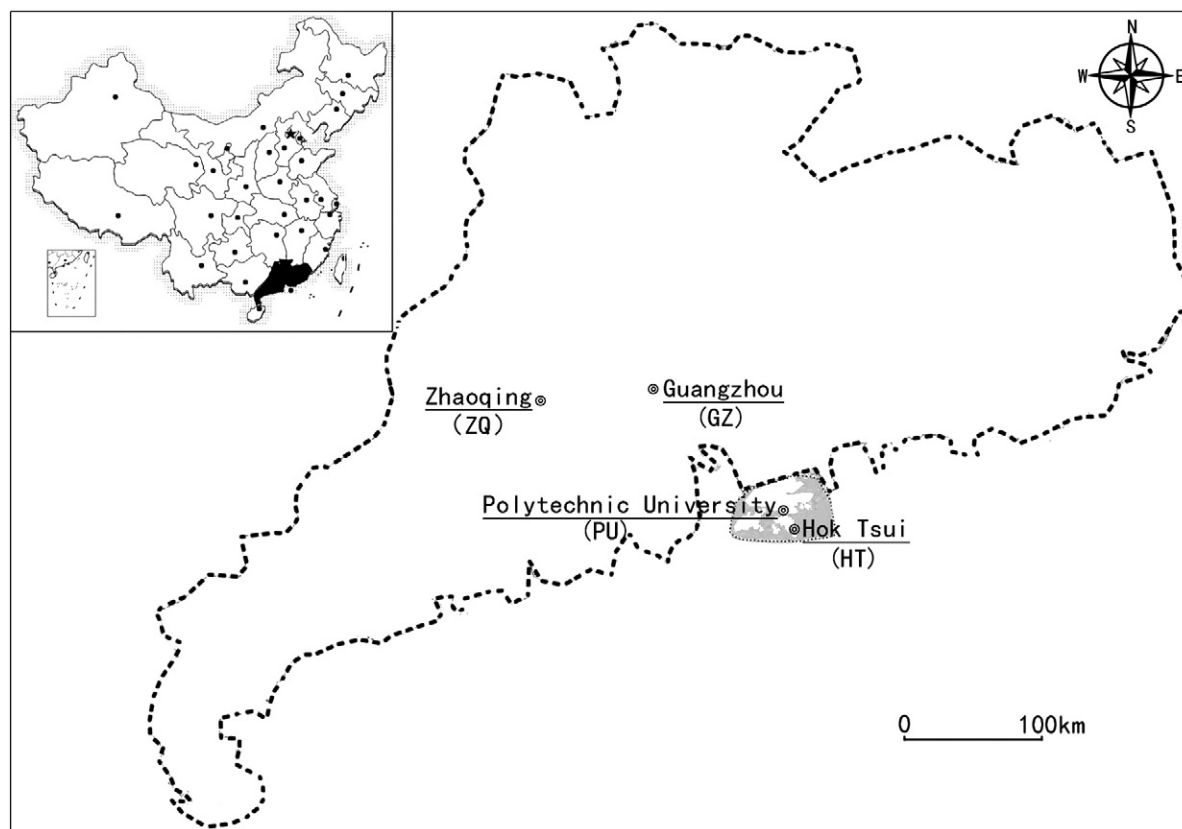 N
W E
S
Zhaoqing
(ZQ)
Guangzhou
(GZ)
Polytechnic University
(PU)
Hok Tsui
(HT)
0 100km